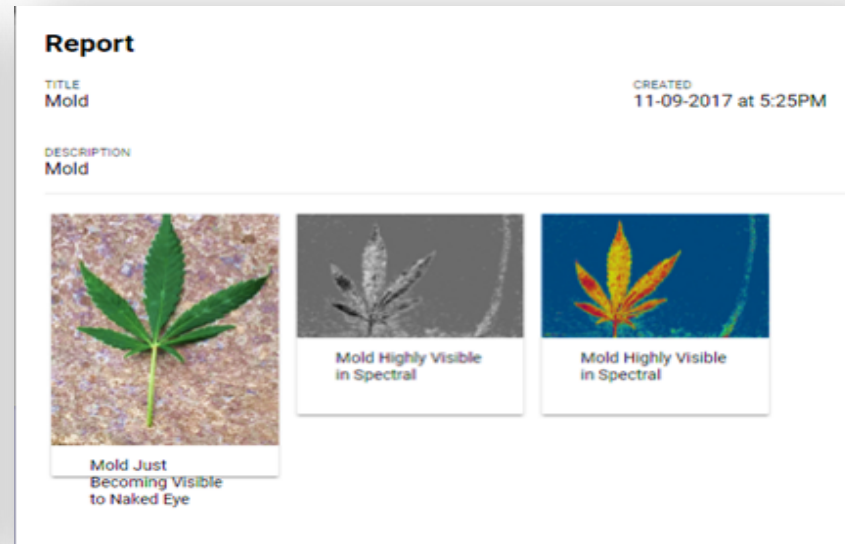 Report
TITLE
Mold
CREATED
11-09-2017 at 5:25PM
DESCRIPTION
Mold
Mold Just
Becoming Visible
to Naked Eye
Mold Highly Visible
in Spectral
Mold Highly Visible
in Spectral